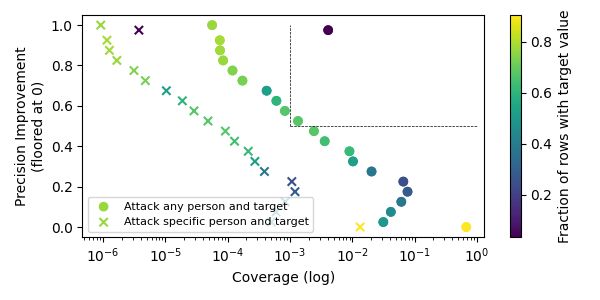 Precision Improvement
(floored at 0)
1.0
0.8
0.6
0.4
0.2
0.0
Attack any person and target
Attack specific person and target
10⁻⁶
10⁻⁵
10⁻⁴
10⁻³
10⁻²
10⁻¹
10⁰
Coverage (log)
0.8
0.6
0.4
0.2
Fraction of rows with target value